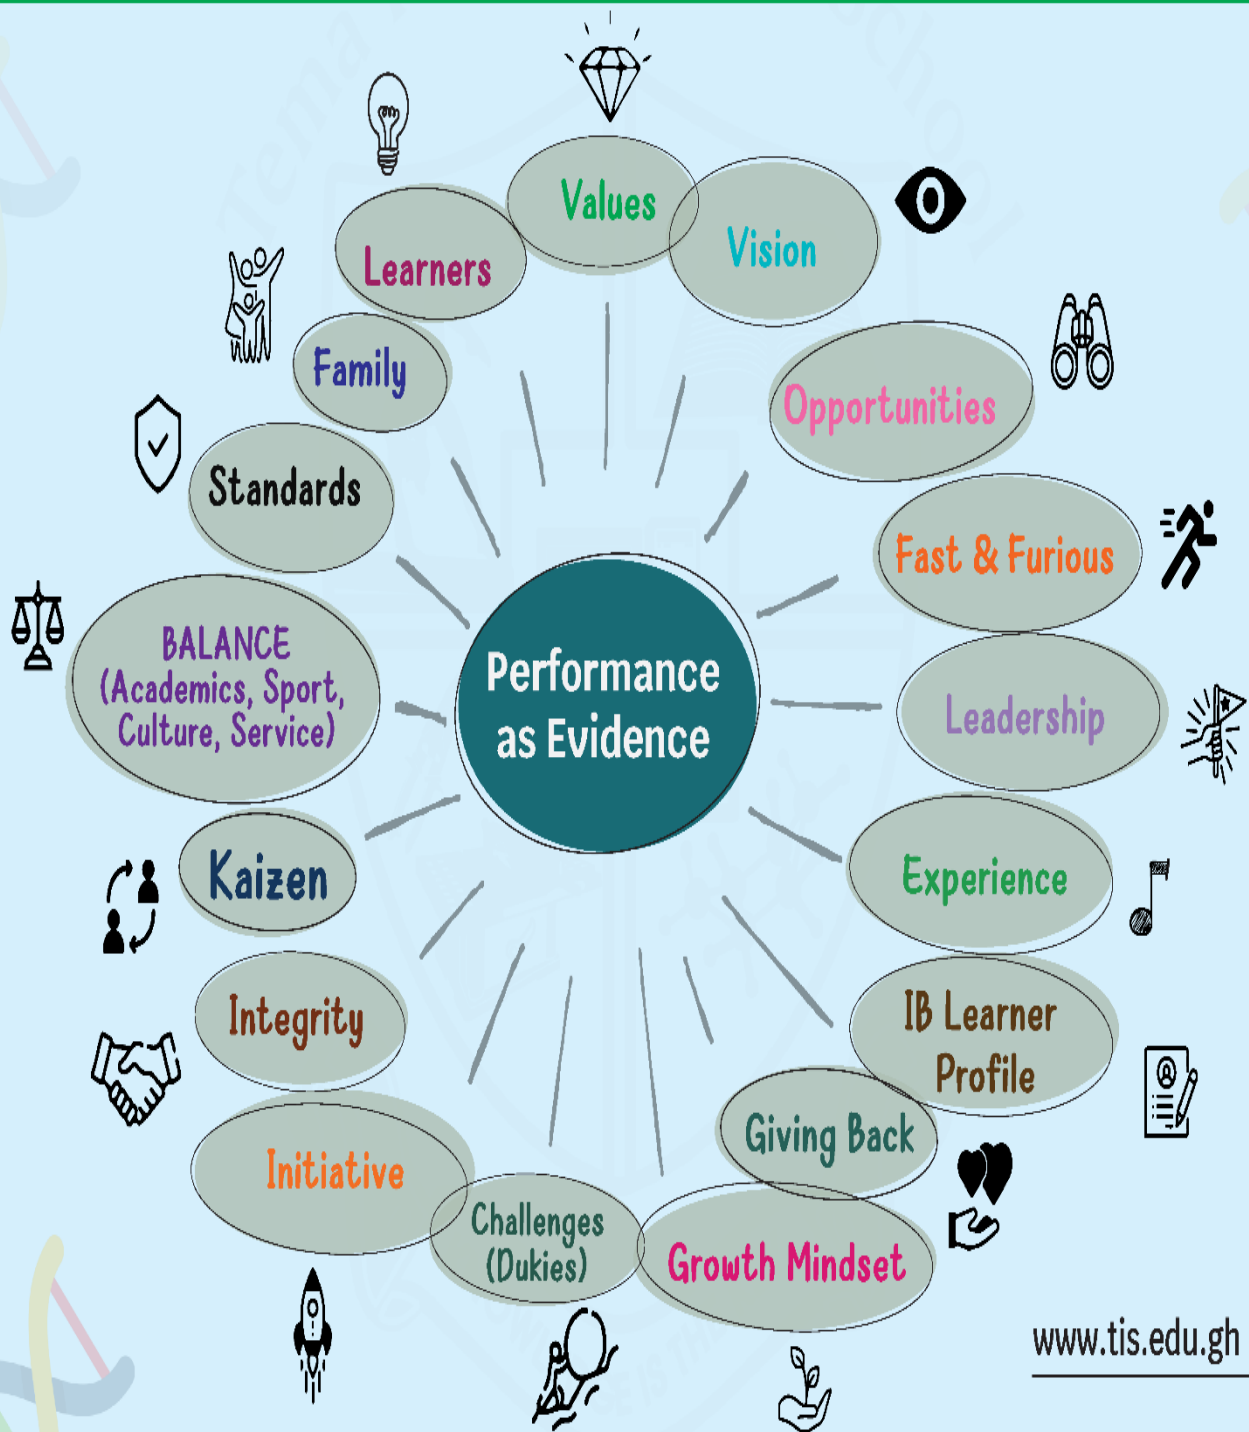 Values
Vision
Opportunities
Fast & Furious
Leadership
Experience
IB Learner
Profile
Giving Back
Growth Mindset
Challenges
(Dukies)
Initiative
Integrity
Kaizen
BALANCE
(Academics, Sport,
Culture, Service)
Standards
Family
Learners
Performance
as Evidence
www.tis.edu.gh